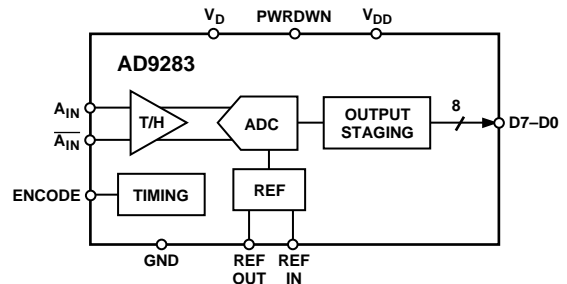 V_D PWRDWN V_DD
AD9283
A_IN
T/H
ADC
OUTPUT
STAGING
8
D7–D0
A̅_I̅N̅
REF
ENCODE
TIMING
GND
REF
OUT
REF
IN